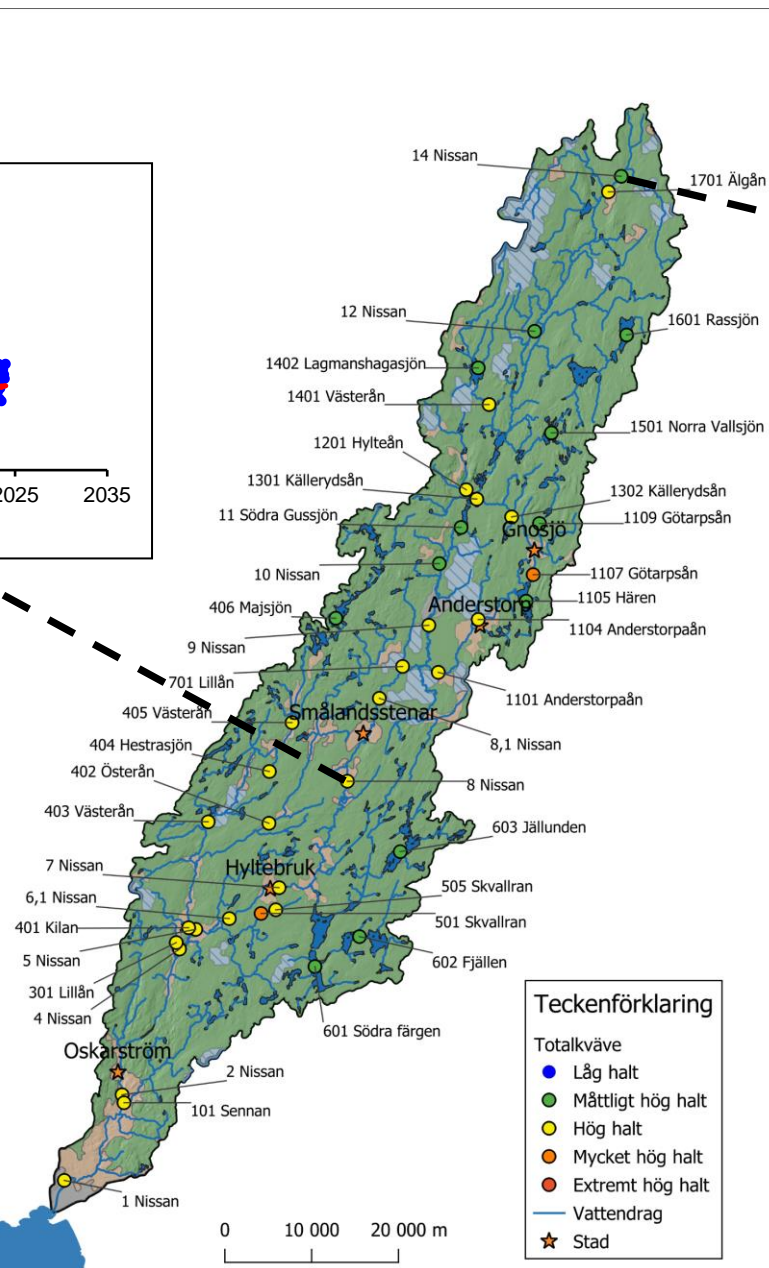 14 Nissan
1701 Älgån
12 Nissan
1601 Rassjön
1402 Lagmanshagasjön
1401 Västerån
1501 Norra Vallsjön
1201 Hylteån
1301 Källerydsån
1302 Källerydsån
11 Södra Gussjön
1109 Götarpsån
Gnosjö
2025 2035
10 Nissan
1107 Götarpsån
1105 Hären
406 Majsjön
Anderstorp
1104 Anderstorpaån
9 Nissan
701 Lillån
1101 Anderstorpaån
405 Västerån
Smålandsstenar
8,1 Nissan
404 Hestrasjön
402 Österån
8 Nissan
403 Västerån
603 Jällunden
7 Nissan
Hyltebruk
505 Skvallran
6,1 Nissan
501 Skvallran
401 Kilan
5 Nissan
602 Fjällen
301 Lillån
4 Nissan
601 Södra färgen
Oskarström
2 Nissan
101 Sennan
1 Nissan
0 10 000 20 000 m
Teckenförklaring
Totalkväve
Låg halt
Måttligt hög halt
Hög halt
Mycket hög halt
Extremt hög halt
Vattendrag
Stad